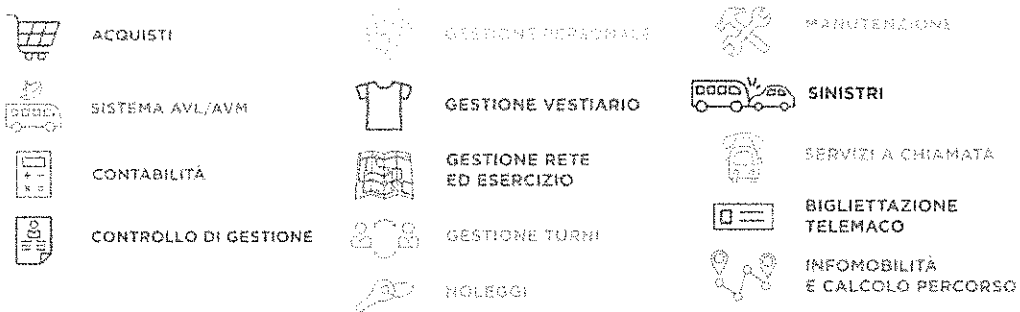 ACQUISTI
SISTEMA AVL/AVM
CONTABILITÀ
CONTROLLO DI GESTIONE
GESTIONE PERSONALE
GESTIONE VESTIARIO
GESTIONE RETE
ED ESERCIZIO
GESTIONE TURNI
NOLEGGI
MANUTENZIONE
SINISTRI
SERVIZI A CHIAMATA
BIGLIETTAZIONE
TELEMACO
INFOMOBILITÀ
E CALCOLO PERCORSO